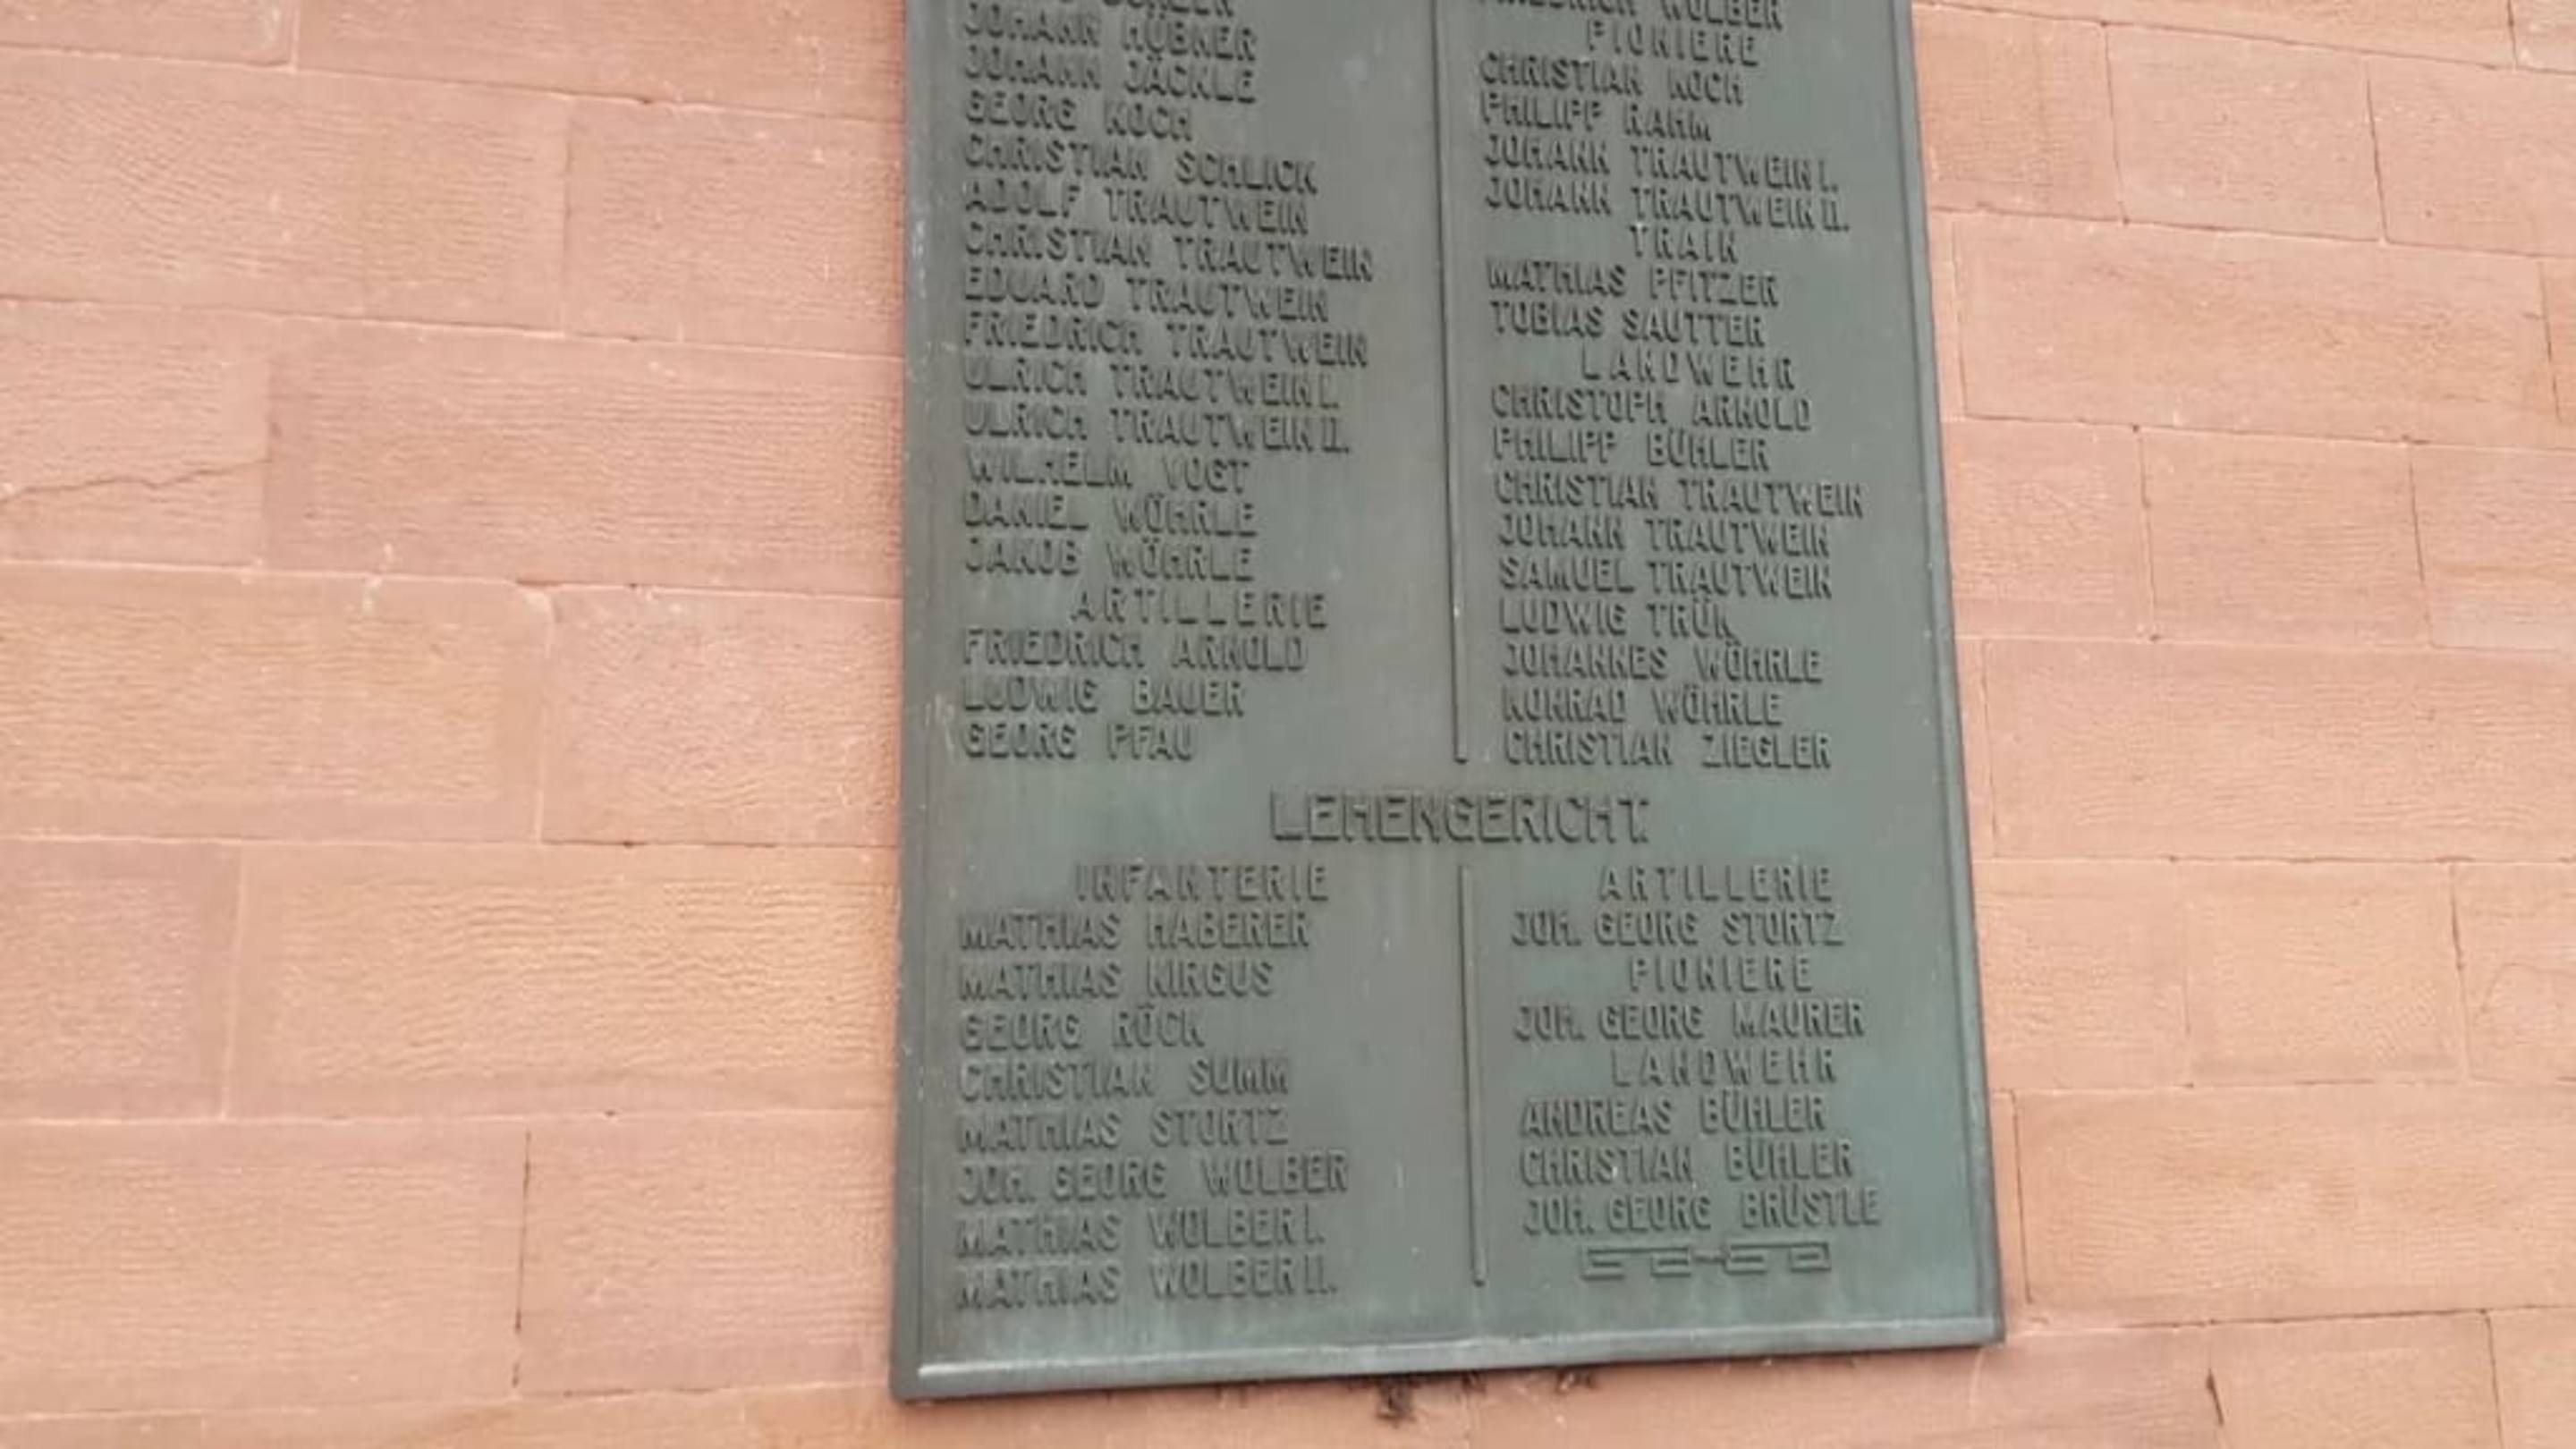 JOHANN HÜBNER
JOHANN JÄCKLE
GEORG KOCH
CHRISTIAN SCHLICK
ADOLF TRAUTWEIN
CHRISTIAN TRAUTWEIN
EDUARD TRAUTWEIN
FRIEDRICH TRAUTWEIN
ULRICH TRAUTWEIN I.
ULRICH TRAUTWEIN II.
WILHELM VOGT
DANIEL WÖHRLE
JAKOB WÖHRLE
ARTILLERIE
FRIEDRICH ARNOLD
LUDWIG BAUER
GEORG PFAU
FRIEDRICH WOLBER
PIONIERE
CHRISTIAN KOCH
PHILIPP RAHM
JOHANN TRAUTWEIN I.
JOHANN TRAUTWEIN II.
TRAIN
MATHIAS PFITZER
TOBIAS SAUTTER
LANDWEHR
CHRISTOPH ARNOLD
PHILIPP BÜHLER
CHRISTIAN TRAUTWEIN
JOHANN TRAUTWEIN
SAMUEL TRAUTWEIN
LUDWIG TRÜK
JOHANNES WÖHRLE
KONRAD WÖHRLE
CHRISTIAN ZIEGLER
LEHENGERICHT.
INFANTERIE
MATHIAS HABERER
MATHIAS KIRGUS
GEORG RÖCK
CHRISTIAN SUMM
MATHIAS STORTZ
JOH. GEORG WOLBER
MATHIAS WOLBER I.
MATHIAS WOLBER II.
ARTILLERIE
JOH. GEORG STORTZ
PIONIERE
JOH. GEORG MAURER
LANDWEHR
ANDREAS BÜHLER
CHRISTIAN BÜHLER
JOH. GEORG BRÜSTLE